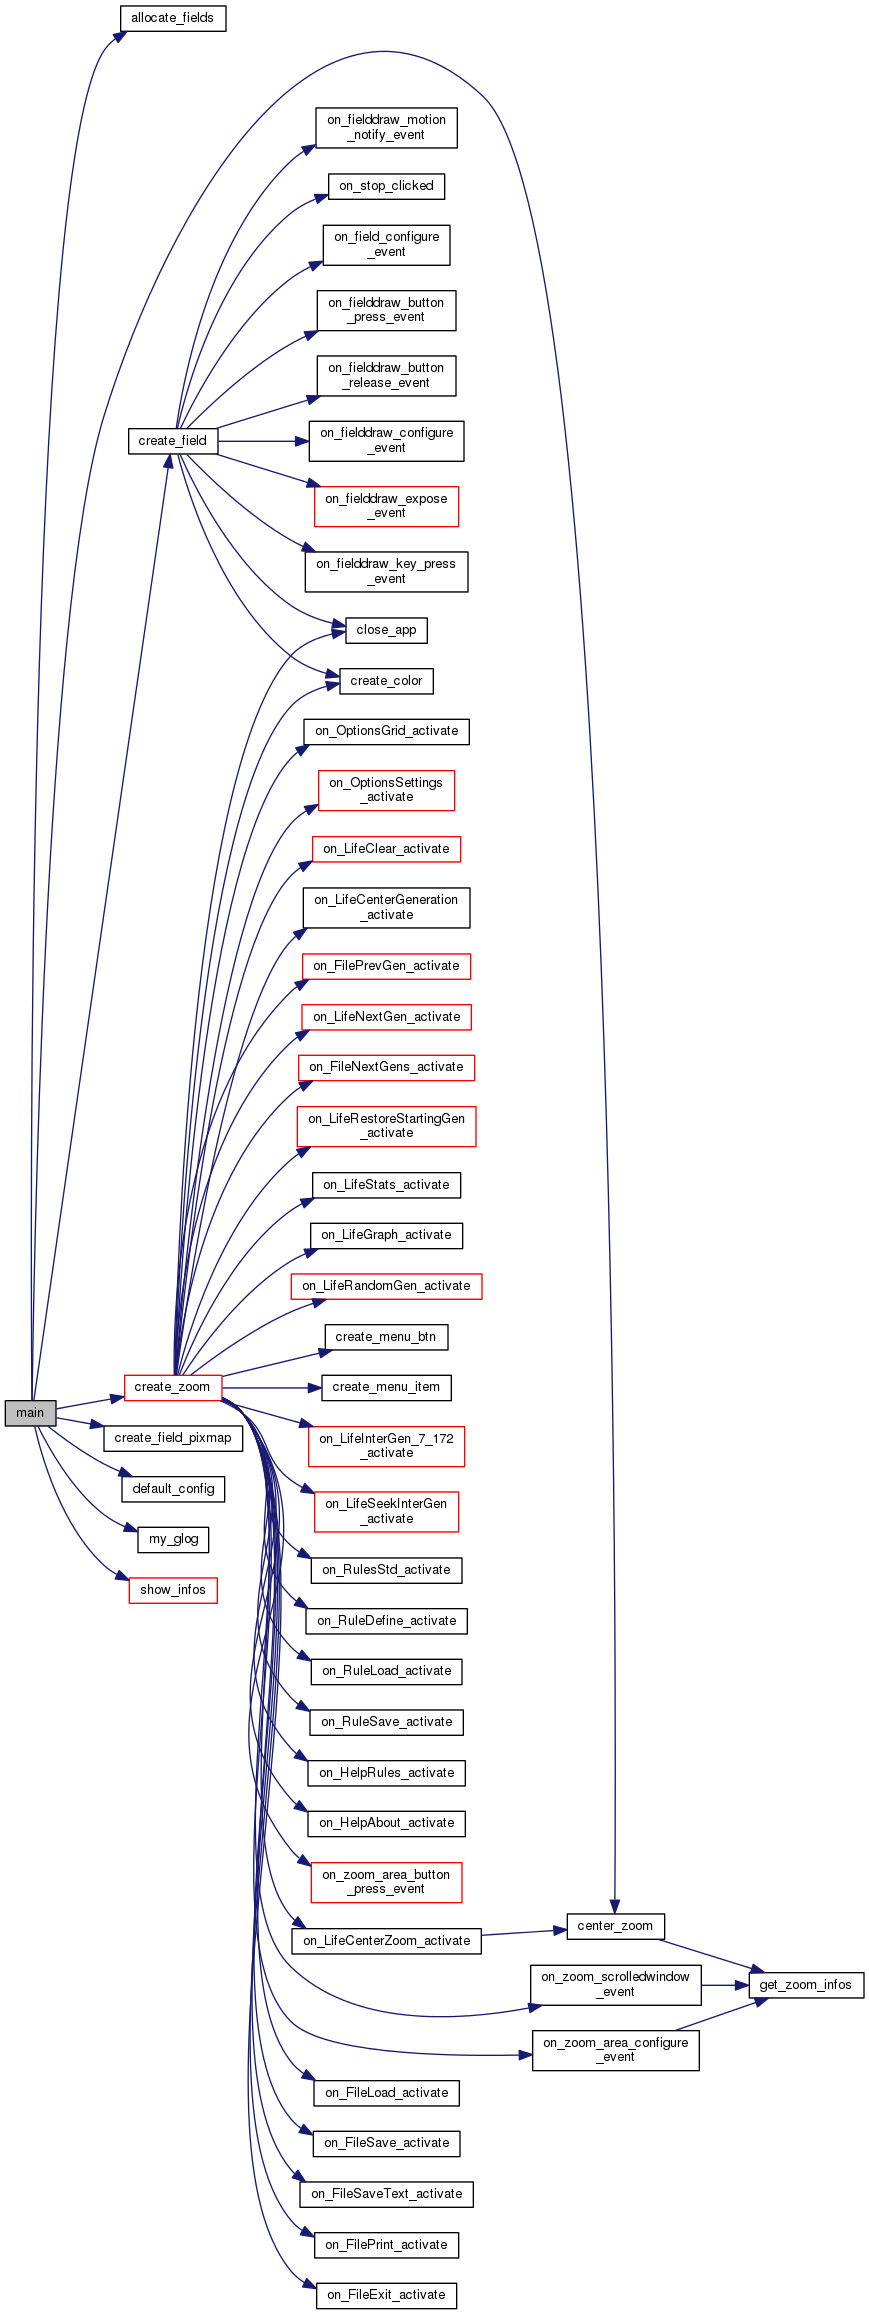 allocate_fields
on_fielddraw_motion
_notify_event
on_stop_clicked
on_field_configure
_event
on_fielddraw_button
_press_event
on_fielddraw_button
_release_event
create_field
on_fielddraw_configure
_event
on_fielddraw_expose
_event
on_fielddraw_key_press
_event
close_app
create_color
on_OptionsGrid_activate
on_OptionsSettings
_activate
on_LifeClear_activate
on_LifeCenterGeneration
_activate
on_FilePrevGen_activate
on_LifeNextGen_activate
on_FileNextGens_activate
on_LifeRestoreStartingGen
_activate
on_LifeStats_activate
on_LifeGraph_activate
on_LifeRandomGen_activate
create_menu_btn
create_zoom
create_menu_item
main
create_field_pixmap
on_LifeInterGen_7_172
_activate
default_config
on_LifeSeekInterGen
_activate
my_glog
on_RulesStd_activate
show_infos
on_RuleDefine_activate
on_RuleLoad_activate
on_RuleSave_activate
on_HelpRules_activate
on_HelpAbout_activate
on_zoom_area_button
_press_event
center_zoom
on_LifeCenterZoom_activate
on_zoom_scrolledwindow
_event
get_zoom_infos
on_zoom_area_configure
_event
on_FileLoad_activate
on_FileSave_activate
on_FileSaveText_activate
on_FilePrint_activate
on_FileExit_activate